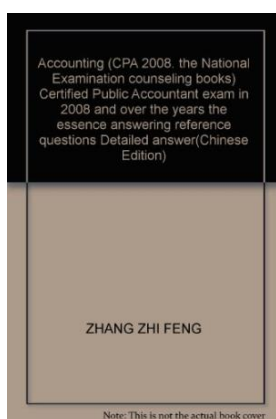 Accounting (CPA 2008. the National
Examination counseling books)
Certified Public Accountant exam in
2008 and over the years the
essence answering reference
questions Detailed answer(Chinese
Edition)
ZHANG ZHI FENG
Note: This is not the actual book cover